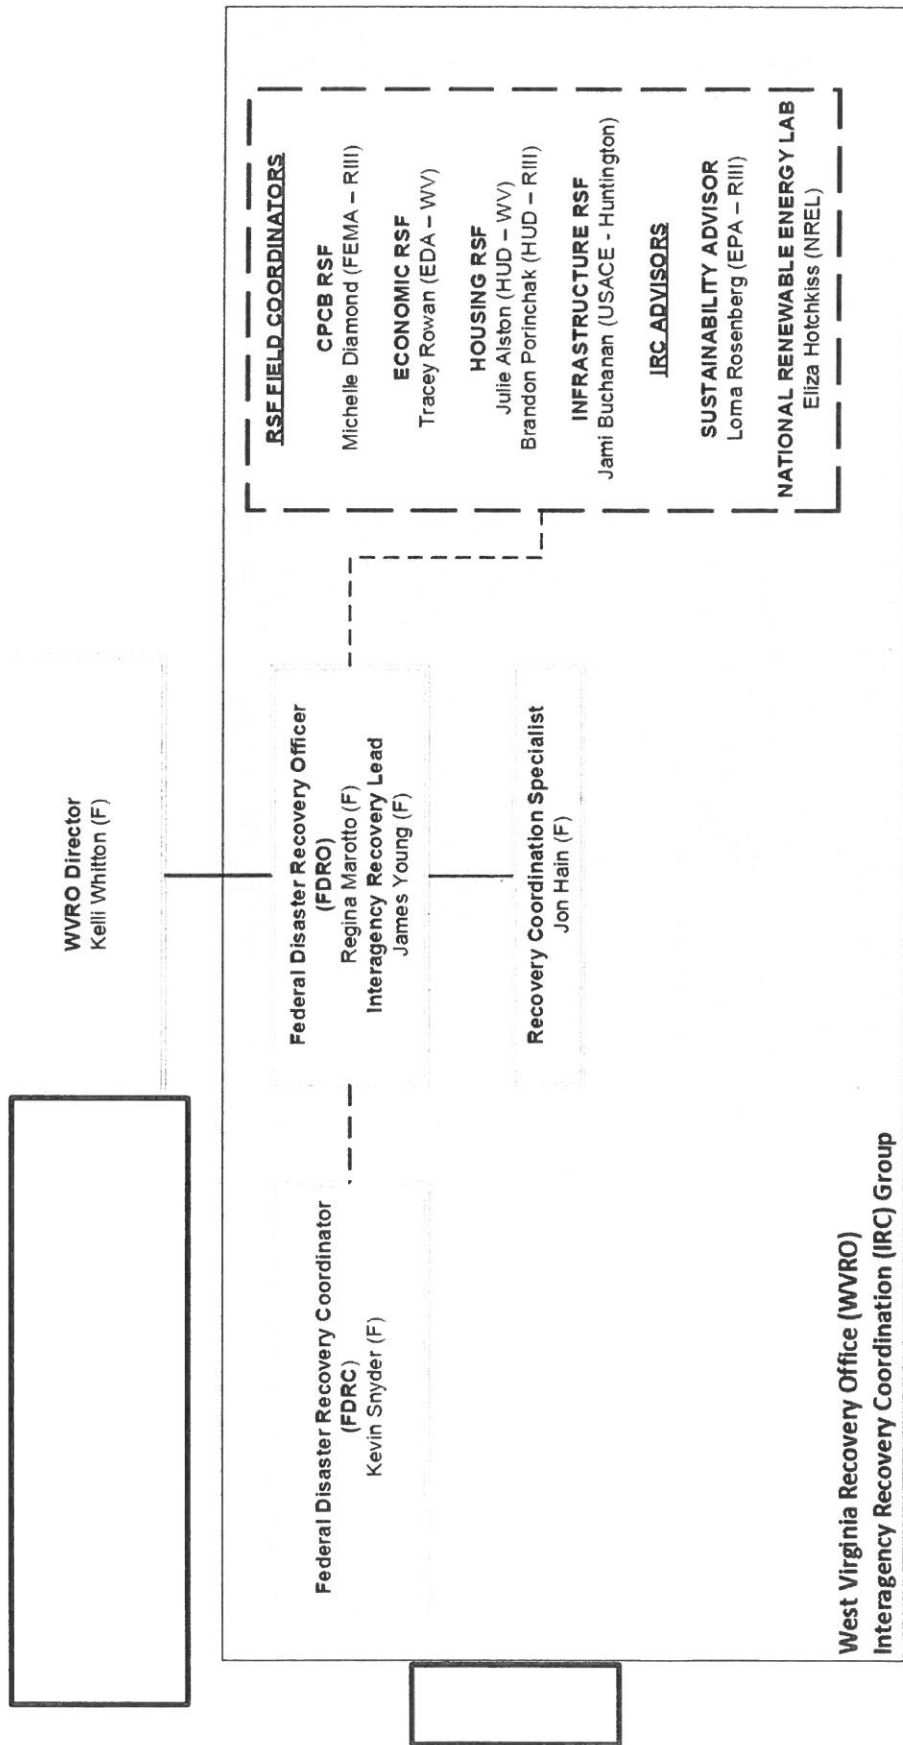 WVRO Director
Kelli Whitton (F)
Federal Disaster Recovery Coordinator
(FDRC)
Kevin Snyder (F)
Federal Disaster Recovery Officer
(FDRO)
Regina Marotto (F)
Interagency Recovery Lead
James Young (F)
Recovery Coordination Specialist
Jon Hain (F)
RSF FIELD COORDINATORS
CPCB RSF
Michelle Diamond (FEMA – RIII)
ECONOMIC RSF
Tracey Rowan (EDA – WV)
HOUSING RSF
Julie Alston (HUD – WV)
Brandon Porinchak (HUD – RIII)
INFRASTRUCTURE RSF
Jami Buchanan (USACE - Huntington)
IRC ADVISORS
SUSTAINABILITY ADVISOR
Lorna Rosenberg (EPA – RIII)
NATIONAL RENEWABLE ENERGY LAB
Eliza Hotchkiss (NREL)
West Virginia Recovery Office (WVRO)
Interagency Recovery Coordination (IRC) Group